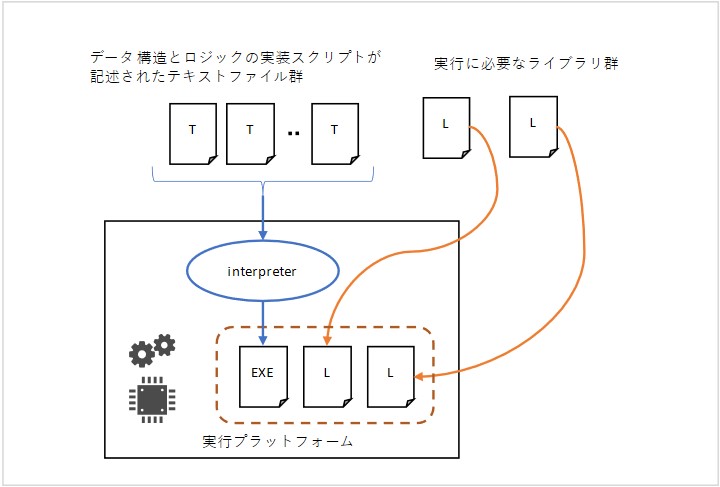 データ構造とロジックの実装スクリプトが
記述されたテキストファイル群
実行に必要なライブラリ群
T T .. T
L L
interpreter
EXE L L
実行プラットフォーム